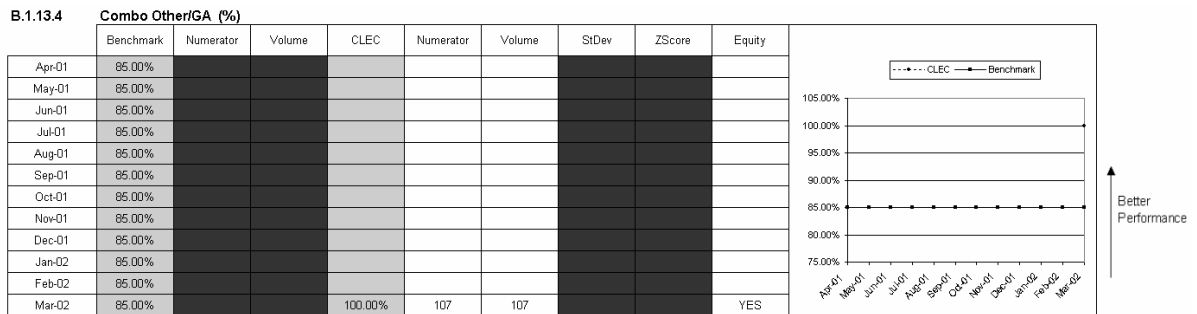 B.1.13.4 Combo Other/GA (%)
Benchmark Numerator Volume CLEC Numerator Volume StDev ZScore Equity
Apr-01 85.00%
May-01 85.00%
Jun-01 85.00%
Jul-01 85.00%
Aug-01 85.00%
Sep-01 85.00%
Oct-01 85.00%
Nov-01 85.00%
Dec-01 85.00%
Jan-02 85.00%
Feb-02 85.00%
Mar-02 85.00% 100.00% 107 107 YES
CLEC Benchmark
105.00%
100.00%
95.00%
90.00%
85.00%
80.00%
75.00%
Apr-01 May-01 Jun-01 Jul-01 Aug-01 Sep-01 Oct-01 Nov-01 Dec-01 Jan-02 Feb-02 Mar-02
Better
Performance